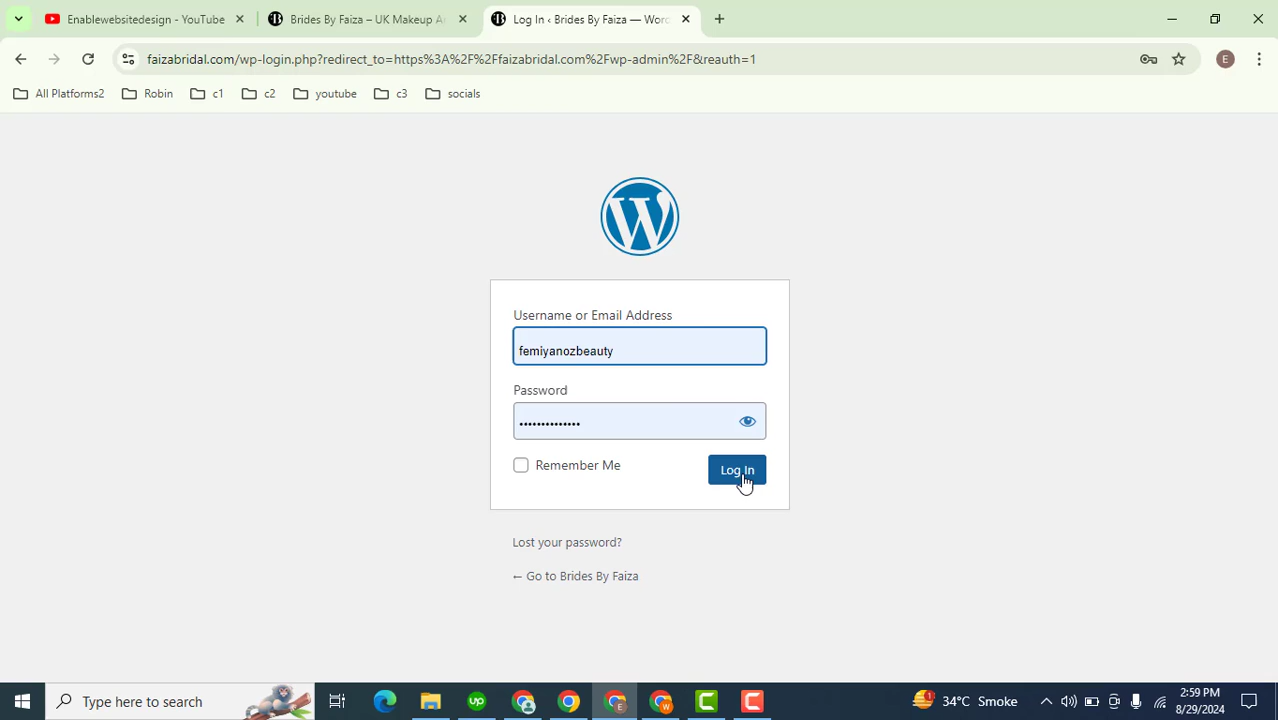 Enablewebsitedesign - YouTube
Brides By Faiza – UK Makeup A
Log In ‹ Brides By Faiza — Word
faizabridal.com/wp-login.php?redirect_to=https%3A%2F%2Ffaizabridal.com%2Fwp-admin%2F&reauth=1
E
All Platforms2
Robin
c1
c2
youtube
c3
socials
Username or Email Address
femiyanozbeauty
Password
Remember Me
Log In
Lost your password?
← Go to Brides By Faiza
Type here to search
34°C Smoke
2:59 PM
8/29/2024